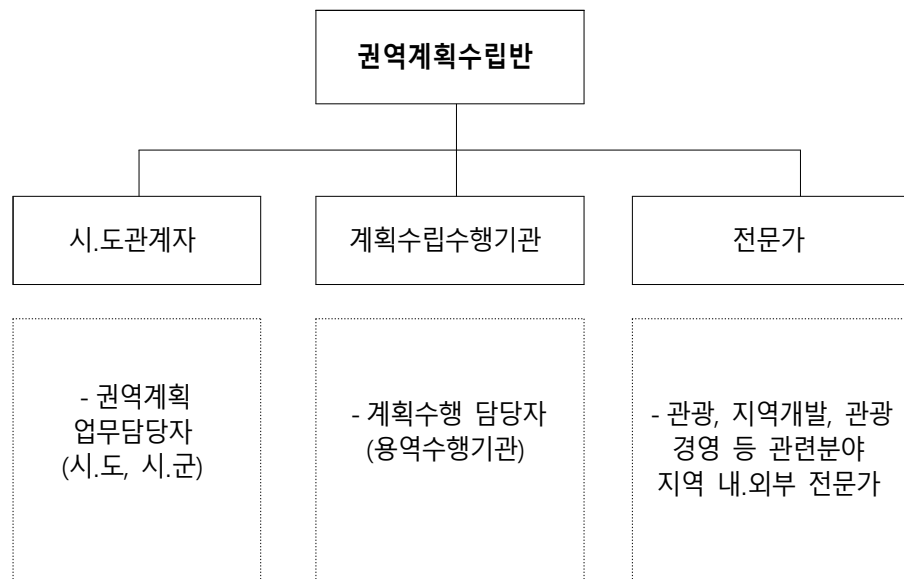 권역계획수립반
시.도관계자
계획수립수행기관
전문가
- 권역계획
업무담당자
(시.도, 시.군)
- 계획수행 담당자
(용역수행기관)
- 관광, 지역개발, 관광
경영 등 관련분야
지역 내.외부 전문가